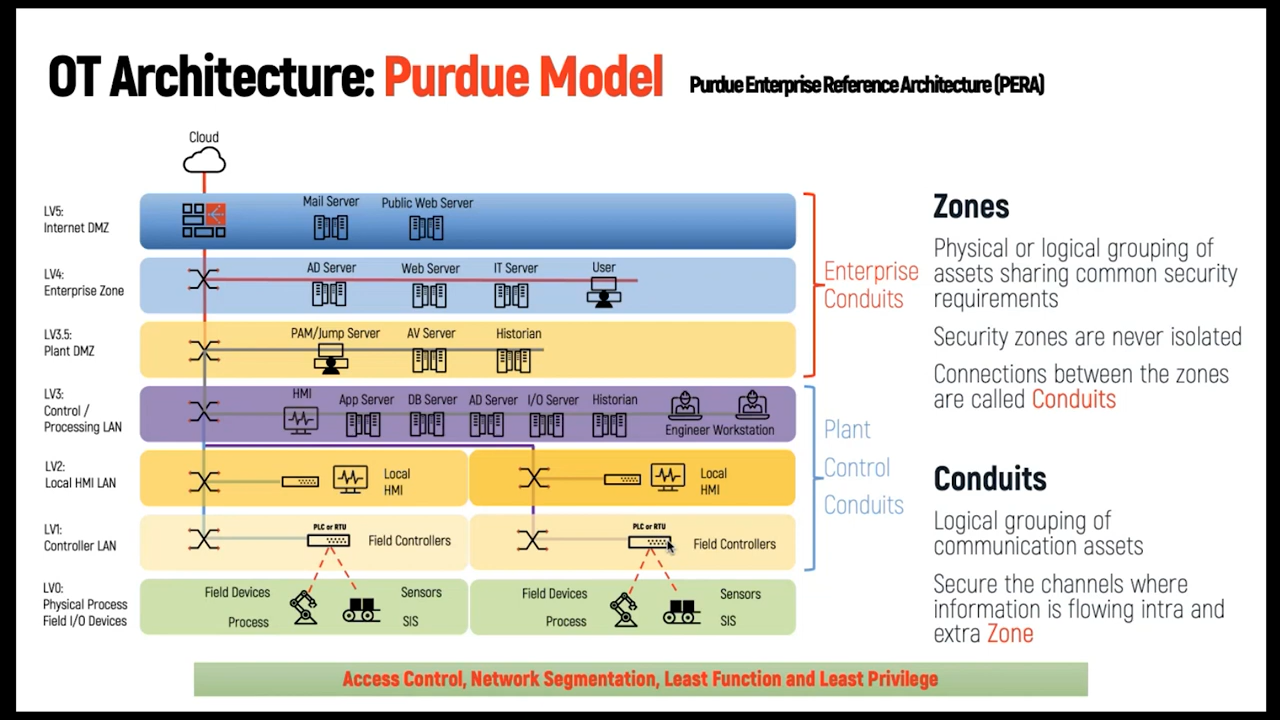 OT Architecture: Purdue Model
Purdue Enterprise Reference Architecture (PERA)
Cloud
LV5:
Internet DMZ
Mail Server
Public Web Server
LV4:
Enterprise Zone
AD Server
Web Server
IT Server
User
LV3.5:
Plant DMZ
PAM/Jump Server
AV Server
Historian
LV3:
Control /
Processing LAN
HMI
App Server
DB Server
AD Server
I/O Server
Historian
Engineer Workstation
LV2:
Local HMI LAN
Local
HMI
Local
HMI
LV1:
Controller LAN
PLC or RTU
Field Controllers
PLC or RTU
Field Controllers
LV0:
Physical Process
Field I/O Devices
Field Devices
Process
Sensors
SIS
Field Devices
Process
Sensors
SIS
Enterprise
Conduits
Plant
Control
Conduits
Zones
Physical or logical grouping of
assets sharing common security
requirements
Security zones are never isolated
Connections between the zones
are called Conduits
Conduits
Logical grouping of
communication assets
Secure the channels where
information is flowing intra and
extra Zone
Access Control, Network Segmentation, Least Function and Least Privilege